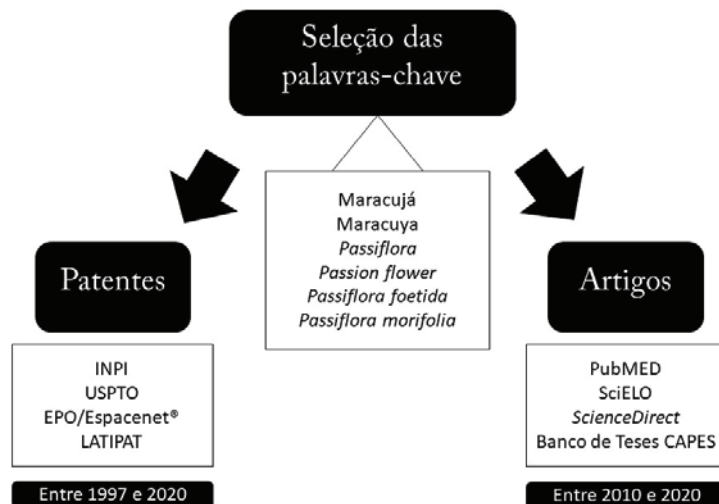 Seleção das
palavras-chave
Maracujá
Maracuya
Passiflora
Passion flower
Passiflora foetida
Passiflora morifolia
Patentes
INPI
USPTO
EPO/Espacenet®
LATIPAT
Entre 1997 e 2020
Artigos
PubMED
SciELO
ScienceDirect
Banco de Teses CAPES
Entre 2010 e 2020